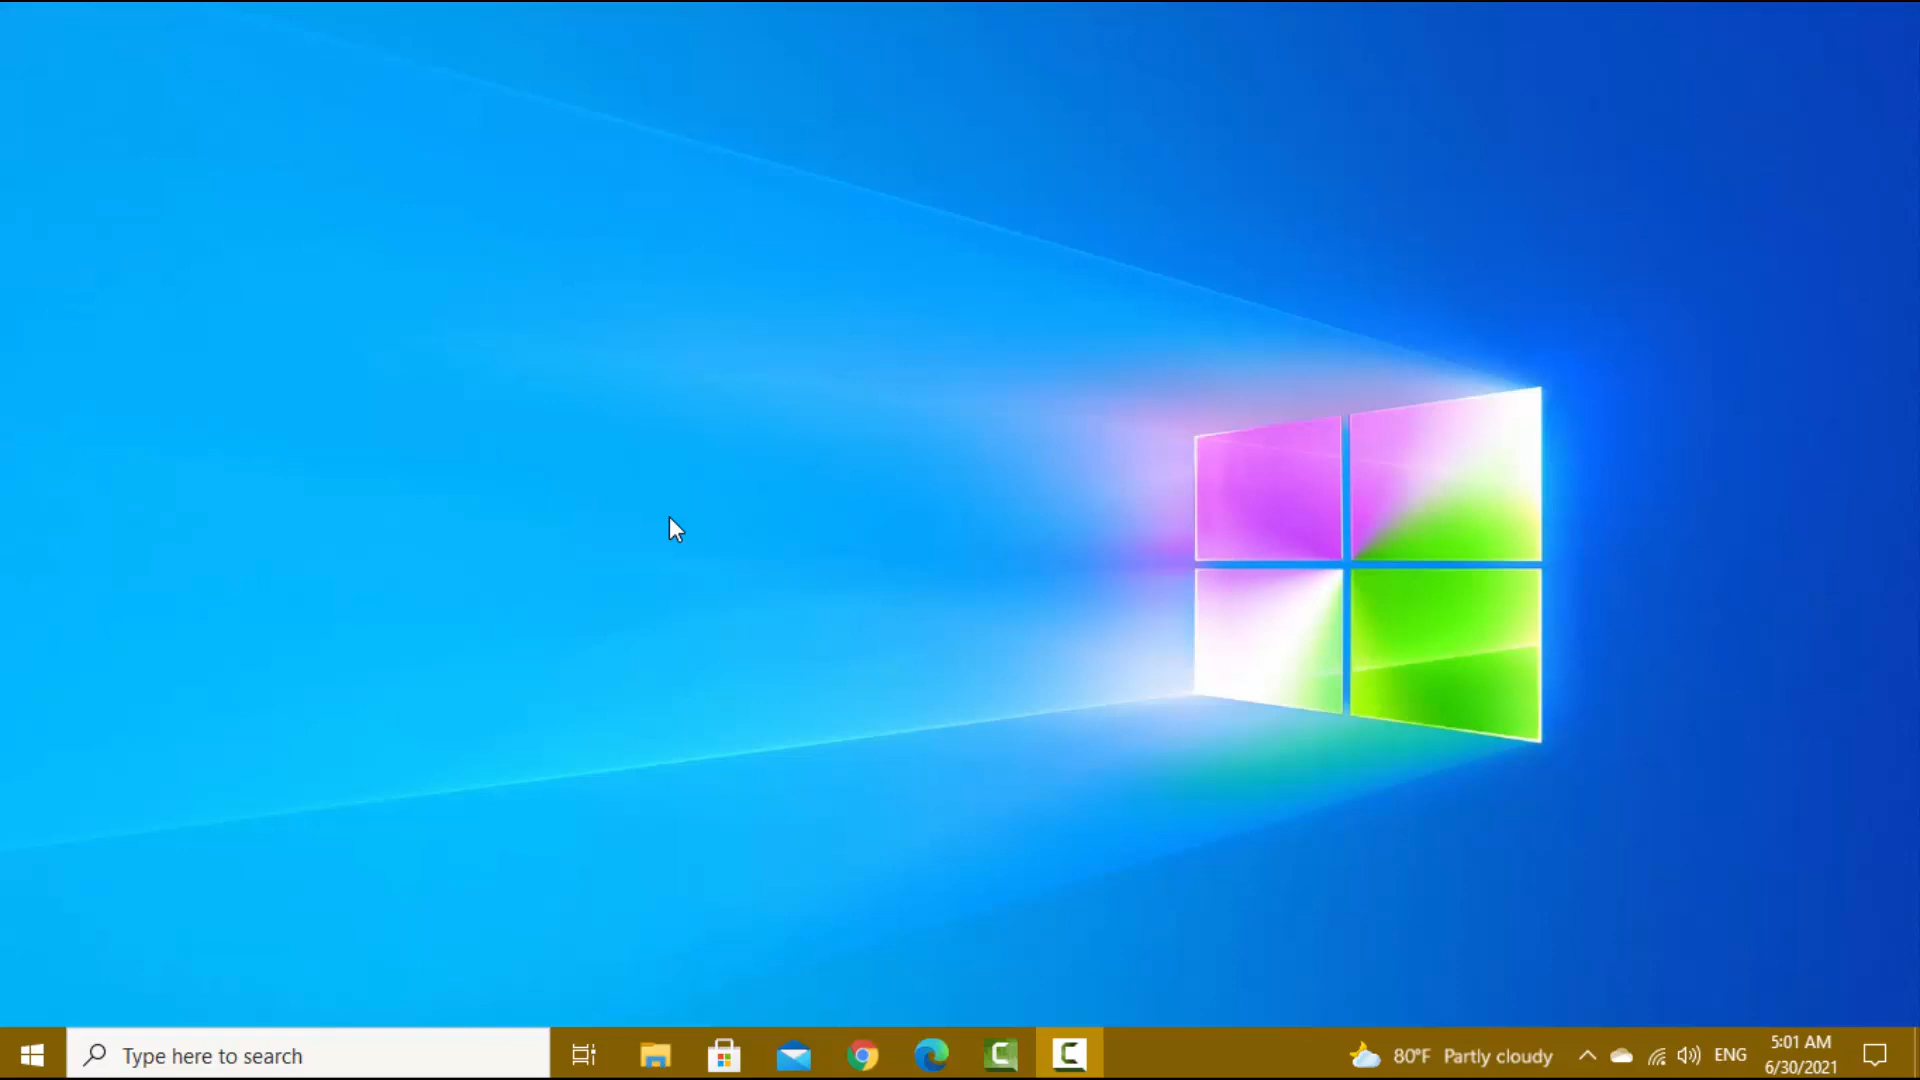 Type here to search
80°F Partly cloudy
ENG
5:01 AM
6/30/2021